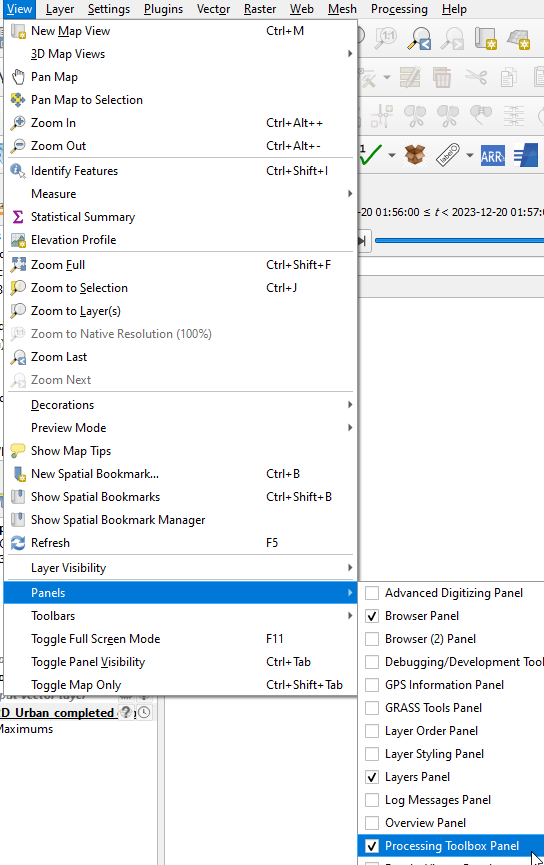 View Layer Settings Plugins Vector Raster Web Mesh Processing Help
New Map View Ctrl+M
3D Map Views
Pan Map
Pan Map to Selection
Zoom In Ctrl+Alt++
Zoom Out Ctrl+Alt+-
Identify Features Ctrl+Shift+I
ARR
Measure
Statistical Summary
-20 01:56:00 ≤ t < 2023-12-20 01:57:0
Elevation Profile
Zoom Full Ctrl+Shift+F
Zoom to Selection Ctrl+J
Zoom to Layer(s)
Zoom to Native Resolution (100%)
Zoom Last
Zoom Next
Decorations
Preview Mode
Show Map Tips
New Spatial Bookmark... Ctrl+B
Show Spatial Bookmarks Ctrl+Shift+B
Show Spatial Bookmark Manager
Refresh F5
Layer Visibility
Panels
Toolbars
Toggle Full Screen Mode F11
Toggle Panel Visibility Ctrl+Tab
Toggle Map Only Ctrl+Shift+Tab
D_Urban_completed
Maximums
Advanced Digitizing Panel
Browser Panel
Browser (2) Panel
Debugging/Development Tool
GPS Information Panel
GRASS Tools Panel
Layer Order Panel
Layer Styling Panel
Layers Panel
Log Messages Panel
Overview Panel
Processing Toolbox Panel